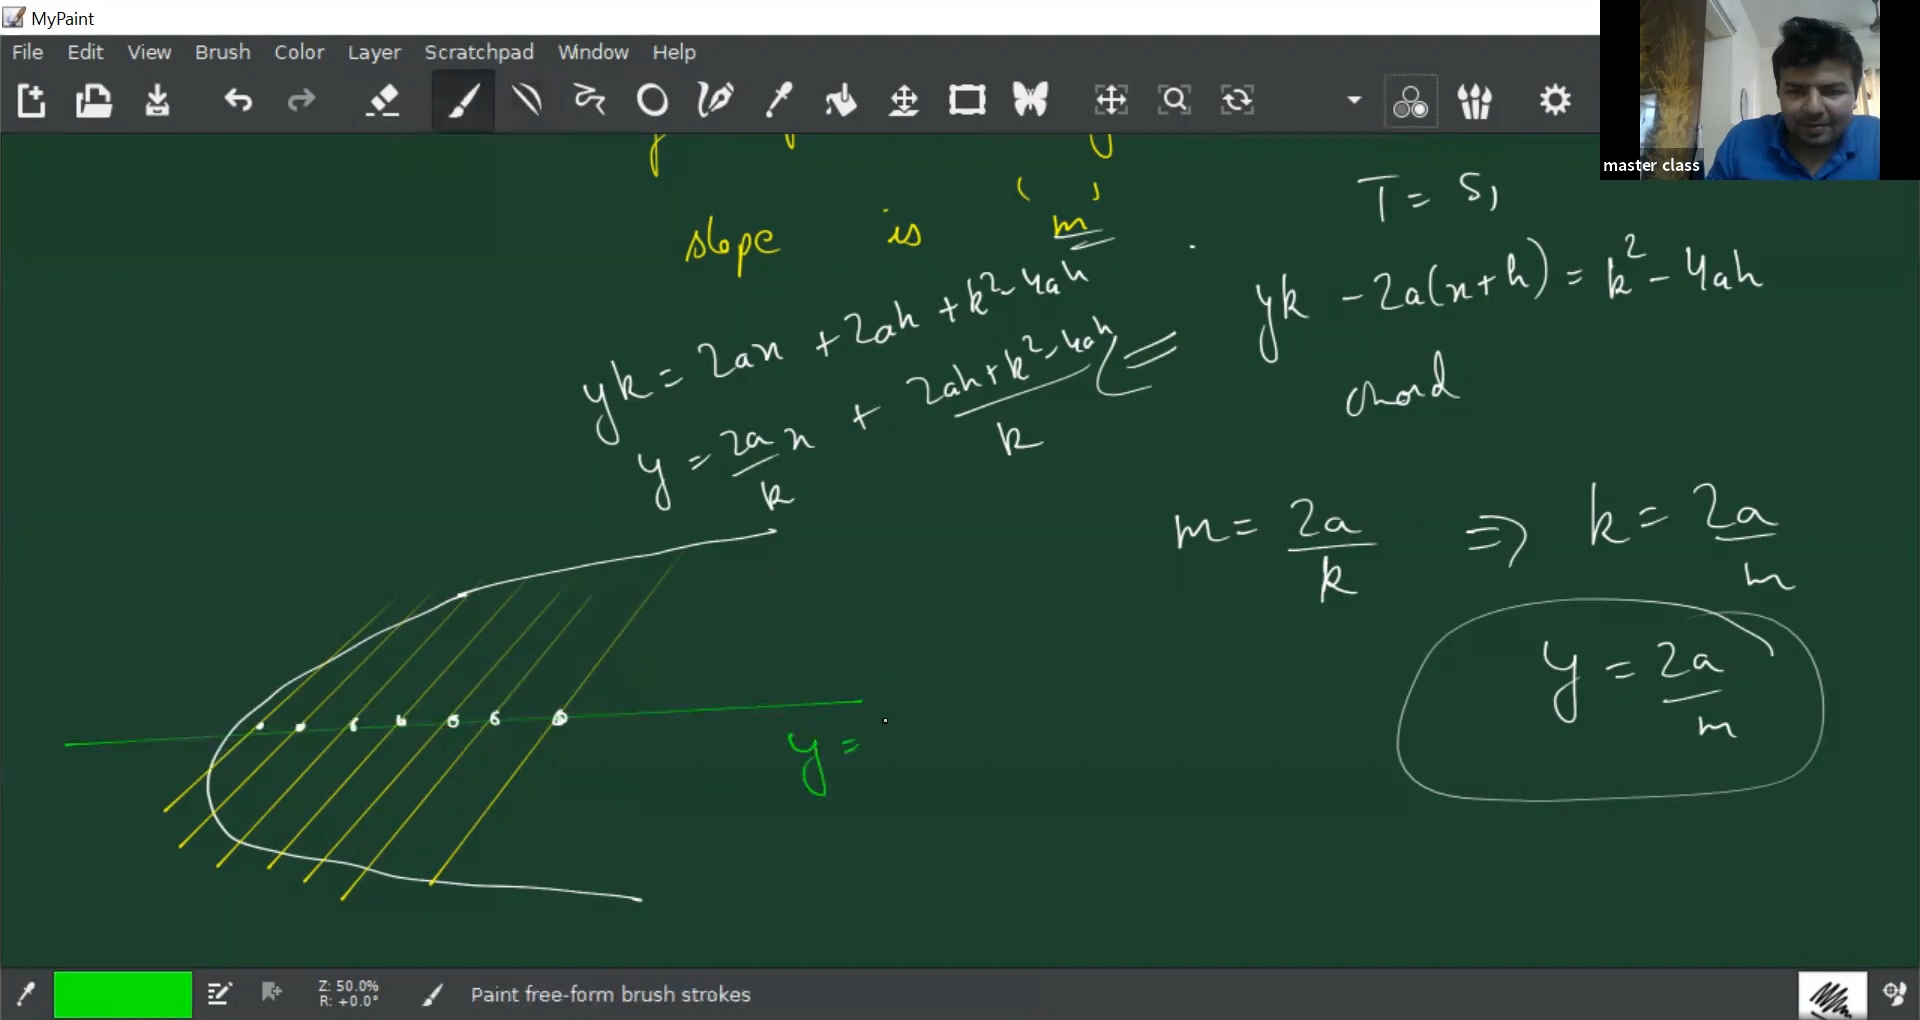 MyPaint
File Edit View Brush Color Layer Scratchpad Window Help
master class
slope is 'm'
T = S₁
yk - 2a(x+h) = k² - 4ah
chord
yk = 2ax + 2ah + k² - 4ah
y = 2a/k x + (2ah + k² - 4ah)/k
m = 2a/k ⇒ k = 2a/m
y = 2a/m
y =
Z: 50.0%
R: +0.0°
Paint free-form brush strokes